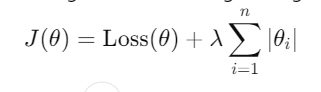 J(θ) = Loss(θ) + λ ∑_{i=1}^{n} |θ_i|